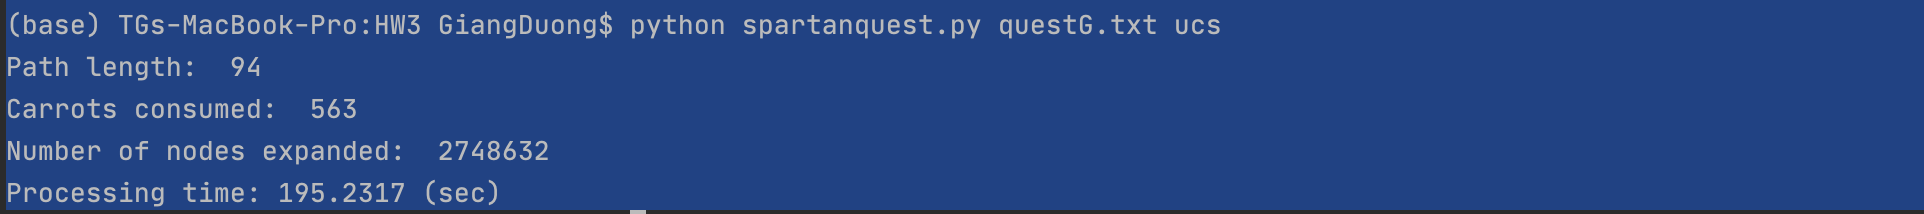 (base) TGs-MacBook-Pro:HW3 GiangDuong$ python spartanquest.py questG.txt ucs
Path length:  94
Carrots consumed:  563
Number of nodes expanded:  2748632
Processing time: 195.2317 (sec)